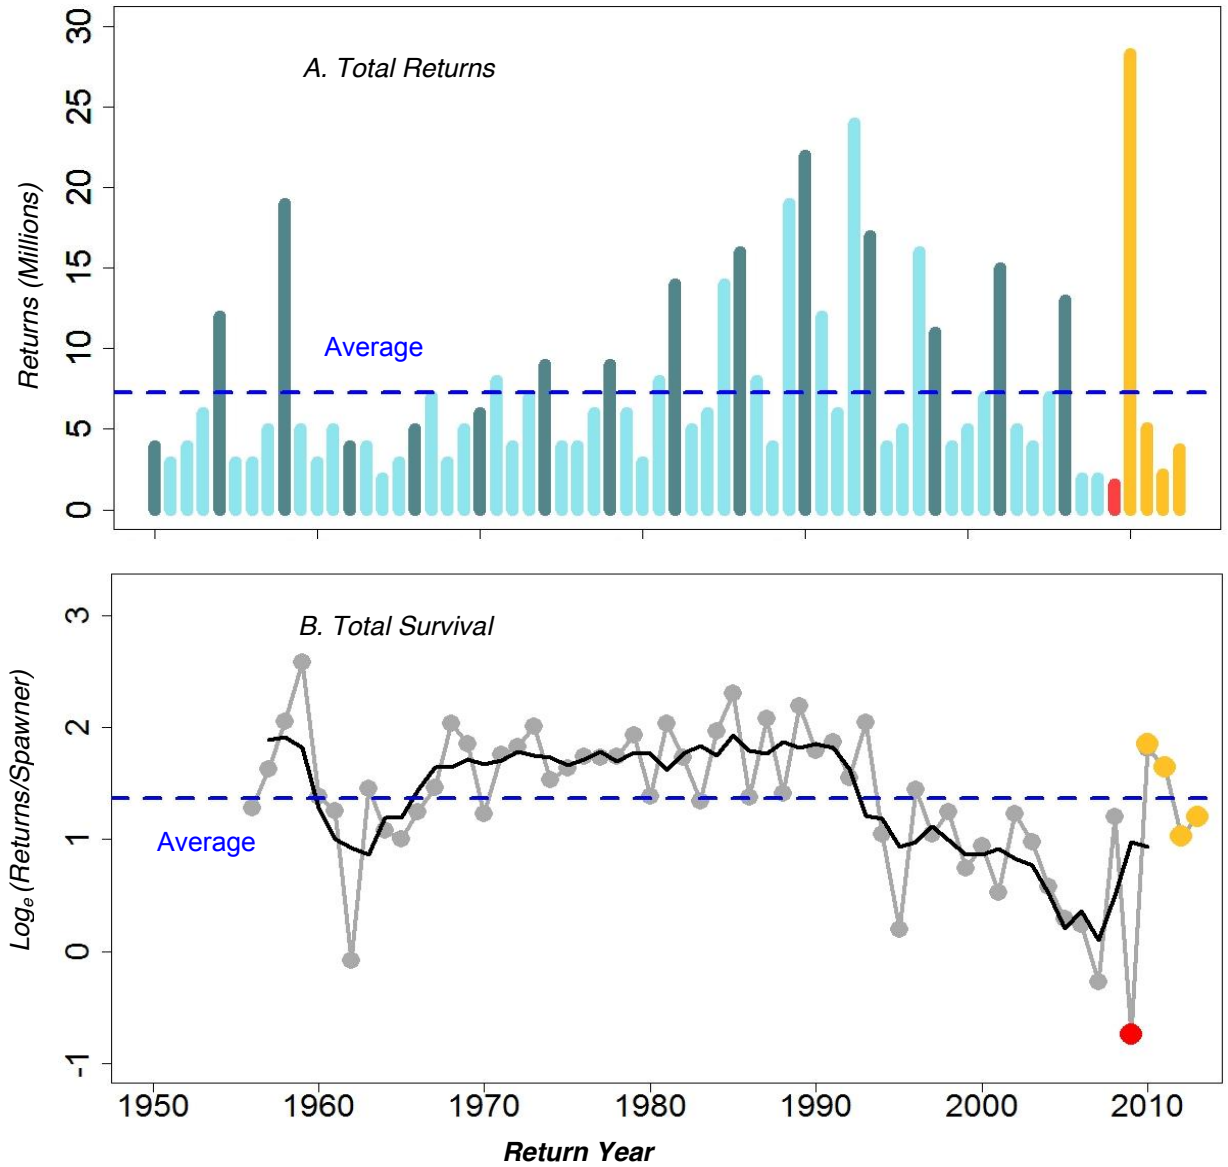 A. Total Returns
Returns (Millions)
30
25
20
15
10
5
0
Average
B. Total Survival
Logₑ (Returns/Spawner)
3
2
1
0
-1
Average
1950 1960 1970 1980 1990 2000 2010
Return Year